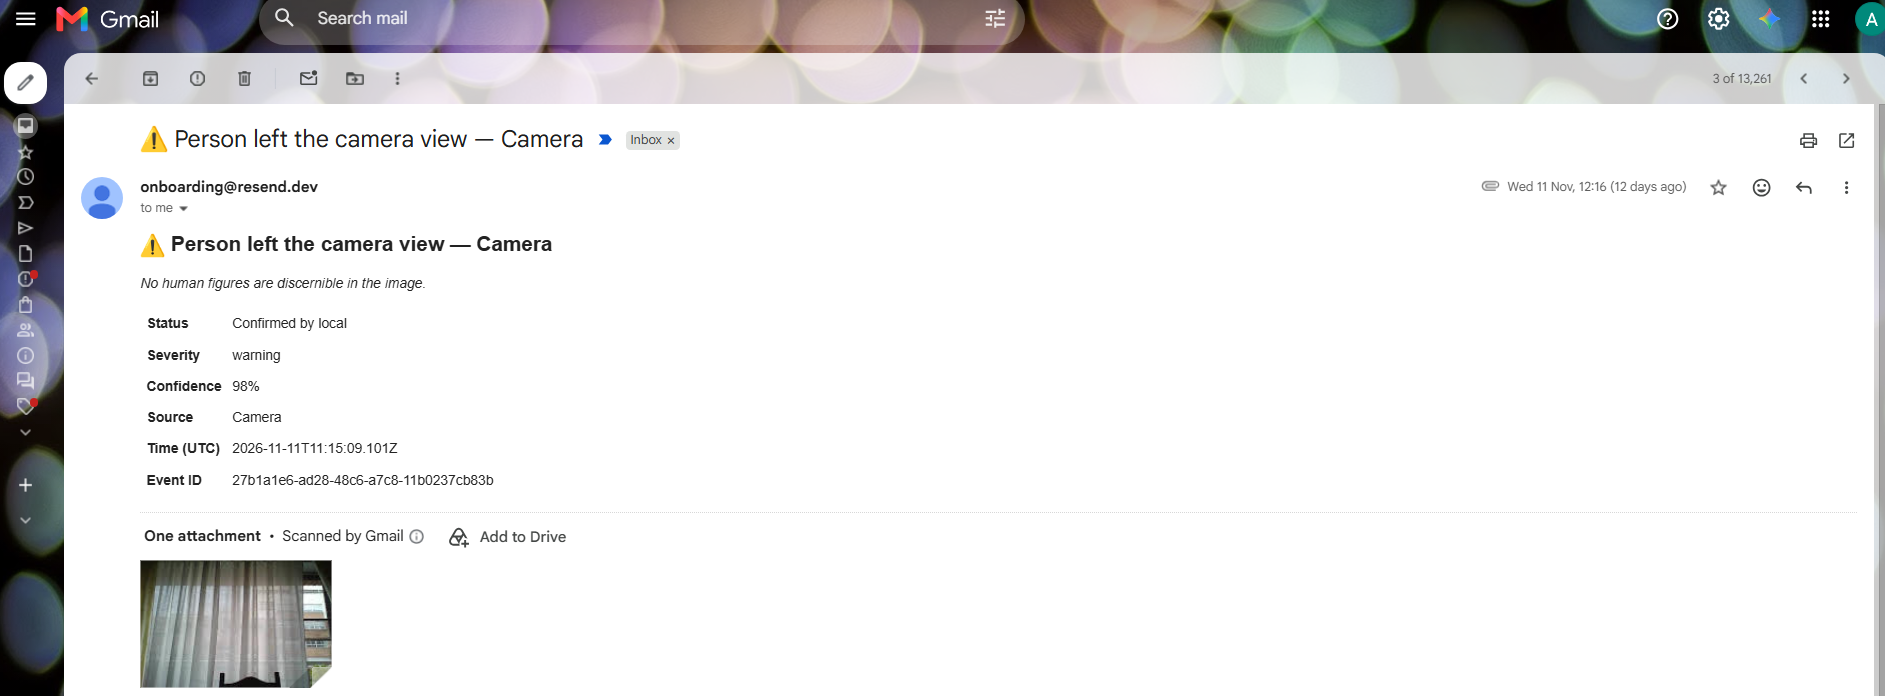 Gmail
Search mail
A
3 of 13,261
⚠️ Person left the camera view — Camera
Inbox ×
onboarding@resend.dev
Wed 11 Nov, 12:16 (12 days ago)
to me
⚠️ Person left the camera view — Camera
No human figures are discernible in the image.
Status Confirmed by local
Severity warning
Confidence 98%
Source Camera
Time (UTC) 2026-11-11T11:15:09.101Z
Event ID 27b1a1e6-ad28-48c6-a7c8-11b0237cb83b
One attachment • Scanned by Gmail
Add to Drive